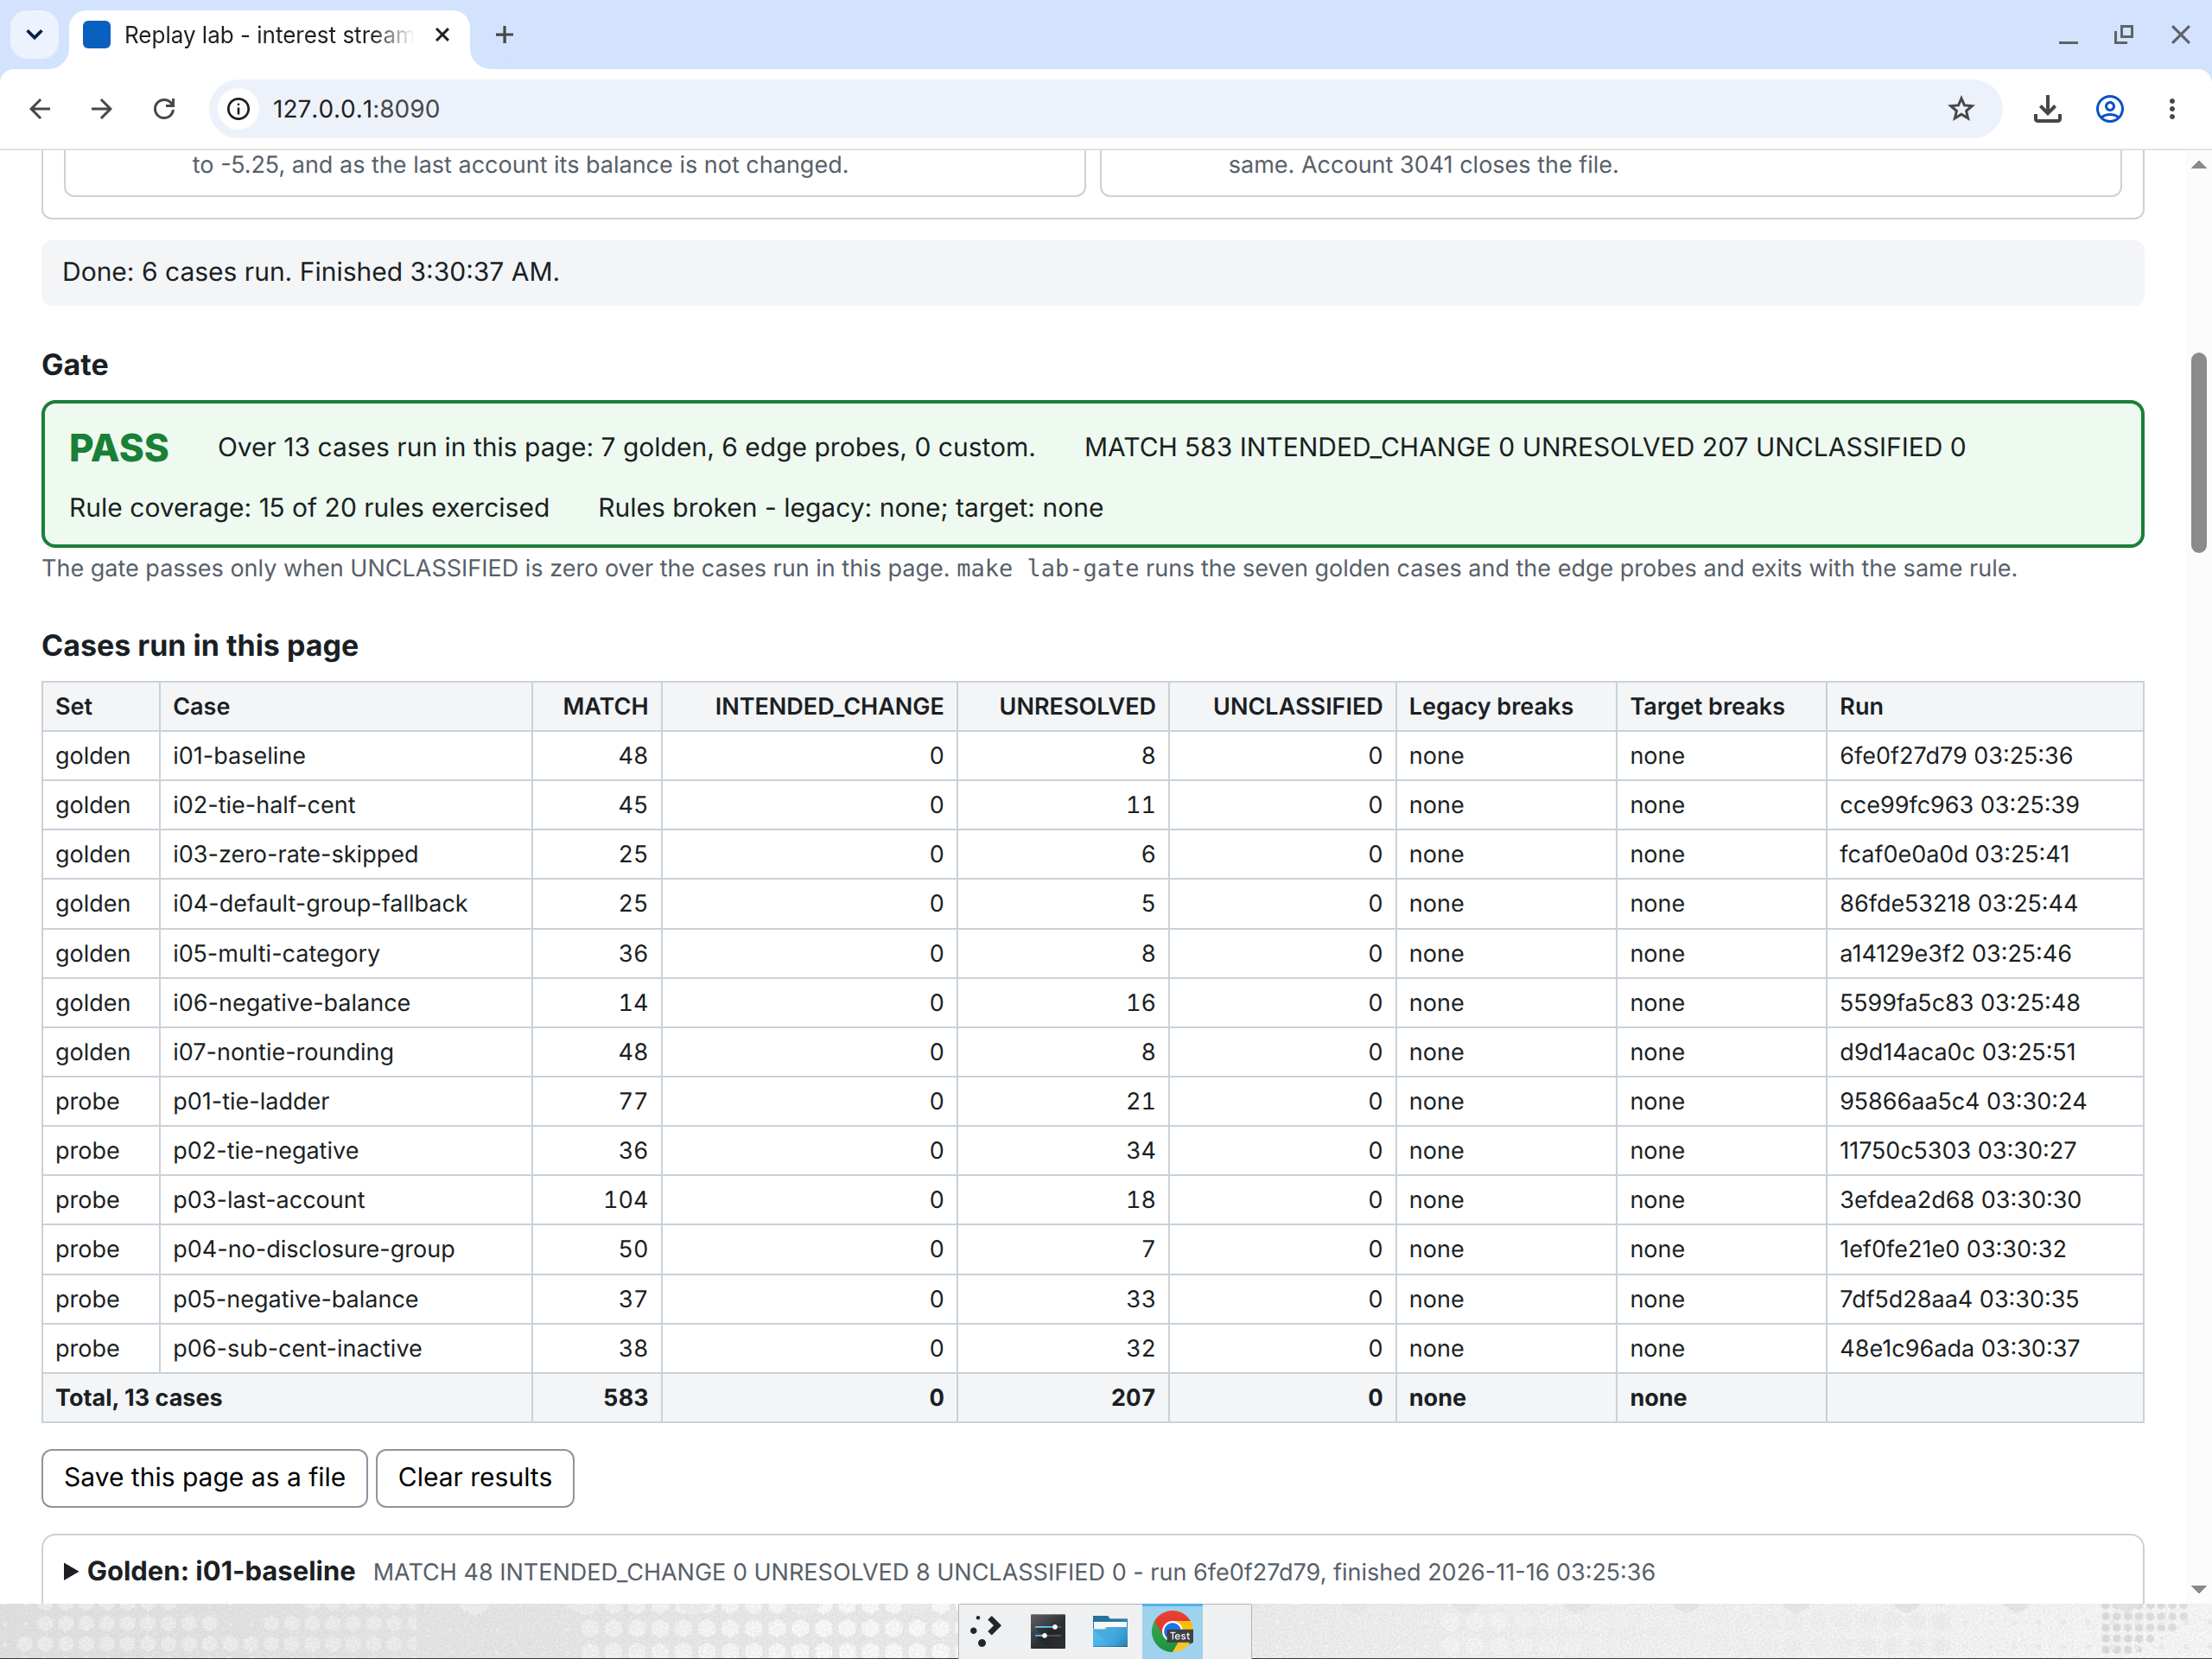 Replay lab - interest stream
127.0.0.1:8090
to -5.25, and as the last account its balance is not changed.
same. Account 3041 closes the file.
Done: 6 cases run. Finished 3:30:37 AM.
Gate
PASS Over 13 cases run in this page: 7 golden, 6 edge probes, 0 custom. MATCH 583 INTENDED_CHANGE 0 UNRESOLVED 207 UNCLASSIFIED 0
Rule coverage: 15 of 20 rules exercised Rules broken - legacy: none; target: none
The gate passes only when UNCLASSIFIED is zero over the cases run in this page. make lab-gate runs the seven golden cases and the edge probes and exits with the same rule.
Cases run in this page
Set Case MATCH INTENDED_CHANGE UNRESOLVED UNCLASSIFIED Legacy breaks Target breaks Run
golden i01-baseline 48 0 8 0 none none 6fe0f27d79 03:25:36
golden i02-tie-half-cent 45 0 11 0 none none cce99fc963 03:25:39
golden i03-zero-rate-skipped 25 0 6 0 none none fcaf0e0a0d 03:25:41
golden i04-default-group-fallback 25 0 5 0 none none 86fde53218 03:25:44
golden i05-multi-category 36 0 8 0 none none a14129e3f2 03:25:46
golden i06-negative-balance 14 0 16 0 none none 5599fa5c83 03:25:48
golden i07-nontie-rounding 48 0 8 0 none none d9d14aca0c 03:25:51
probe p01-tie-ladder 77 0 21 0 none none 95866aa5c4 03:30:24
probe p02-tie-negative 36 0 34 0 none none 11750c5303 03:30:27
probe p03-last-account 104 0 18 0 none none 3efdea2d68 03:30:30
probe p04-no-disclosure-group 50 0 7 0 none none 1ef0fe21e0 03:30:32
probe p05-negative-balance 37 0 33 0 none none 7df5d28aa4 03:30:35
probe p06-sub-cent-inactive 38 0 32 0 none none 48e1c96ada 03:30:37
Total, 13 cases 583 0 207 0 none none
Save this page as a file Clear results
Golden: i01-baseline MATCH 48 INTENDED_CHANGE 0 UNRESOLVED 8 UNCLASSIFIED 0 - run 6fe0f27d79, finished 2026-11-16 03:25:36
Test